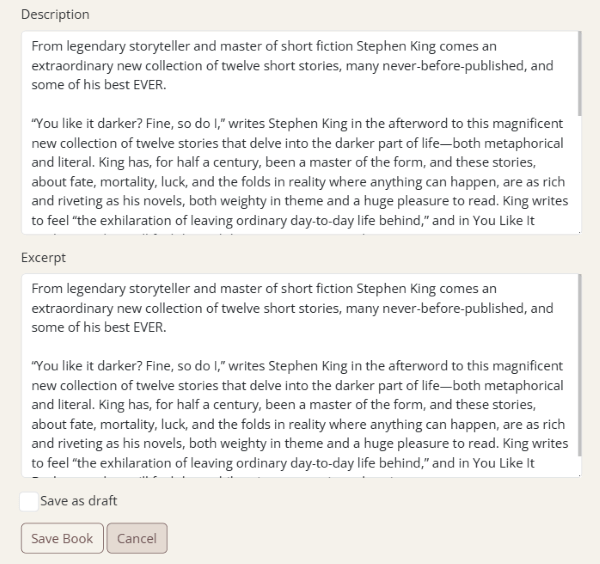 Description
From legendary storyteller and master of short fiction Stephen King comes an
extraordinary new collection of twelve short stories, many never-before-published, and
some of his best EVER.
“You like it darker? Fine, so do I,” writes Stephen King in the afterword to this magnificent
new collection of twelve stories that delve into the darker part of life—both metaphorical
and literal. King has, for half a century, been a master of the form, and these stories,
about fate, mortality, luck, and the folds in reality where anything can happen, are as rich
and riveting as his novels, both weighty in theme and a huge pleasure to read. King writes
to feel “the exhilaration of leaving ordinary day-to-day life behind,” and in You Like It
Excerpt
From legendary storyteller and master of short fiction Stephen King comes an
extraordinary new collection of twelve short stories, many never-before-published, and
some of his best EVER.
“You like it darker? Fine, so do I,” writes Stephen King in the afterword to this magnificent
new collection of twelve stories that delve into the darker part of life—both metaphorical
and literal. King has, for half a century, been a master of the form, and these stories,
about fate, mortality, luck, and the folds in reality where anything can happen, are as rich
and riveting as his novels, both weighty in theme and a huge pleasure to read. King writes
to feel “the exhilaration of leaving ordinary day-to-day life behind,” and in You Like It
Save as draft
Save Book
Cancel